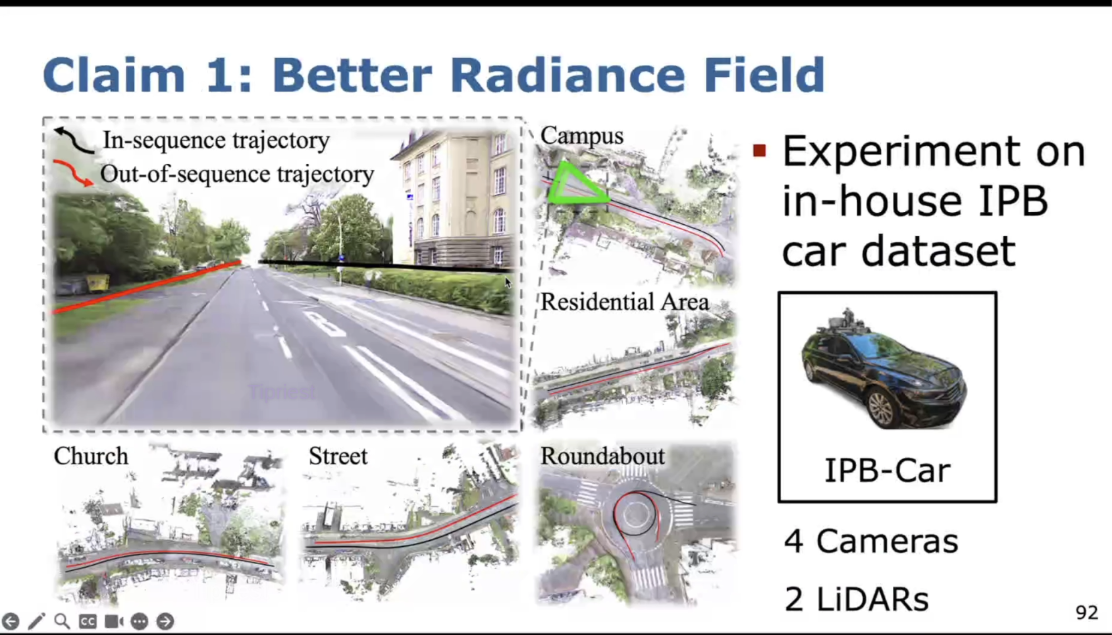 Claim 1: Better Radiance Field
In-sequence trajectory
Out-of-sequence trajectory
Campus
Residential Area
Church
Street
Roundabout
Experiment on
in-house IPB
car dataset
IPB-Car
4 Cameras
2 LiDARs
92
CC